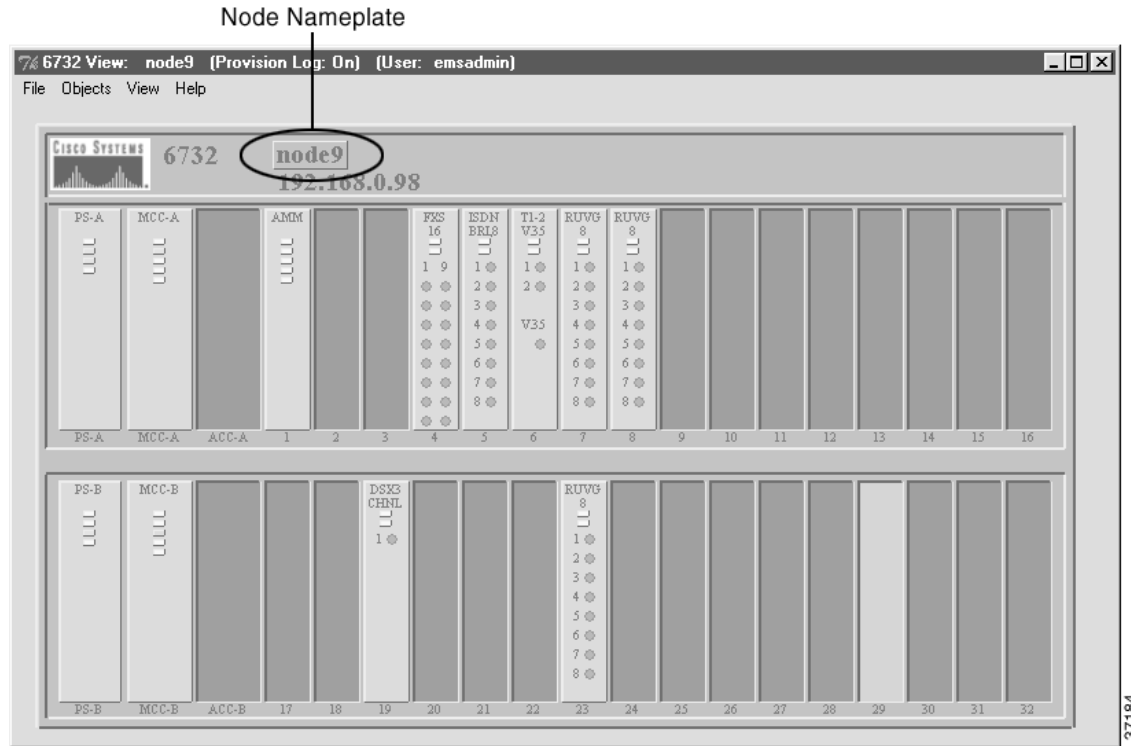 Node Nameplate
7% 6732 View: node9 (Provision Log: On) (User: emsadmin)
File Objects View Help
CISCO SYSTEMS 6732 node9
192.168.0.98
PS-A MCC-A AMM FXS ISDN T1-2 RUVG RUVG
16 BRI8 V35 8 8
1 9 1 1 1 1
2 2 2 2
3 3 3
4 V35 4 4
5 5 5
6 6 6
7 7 7
8 8 8
PS-A MCC-A ACC-A 1 2 3 4 5 6 7 8 9 10 11 12 13 14 15 16
PS-B MCC-B DSX3 RUVG
CHNL 8
1 1
2
3
4
5
6
7
8
PS-B MCC-B ACC-B 17 18 19 20 21 22 23 24 25 26 27 28 29 30 31 32
37184